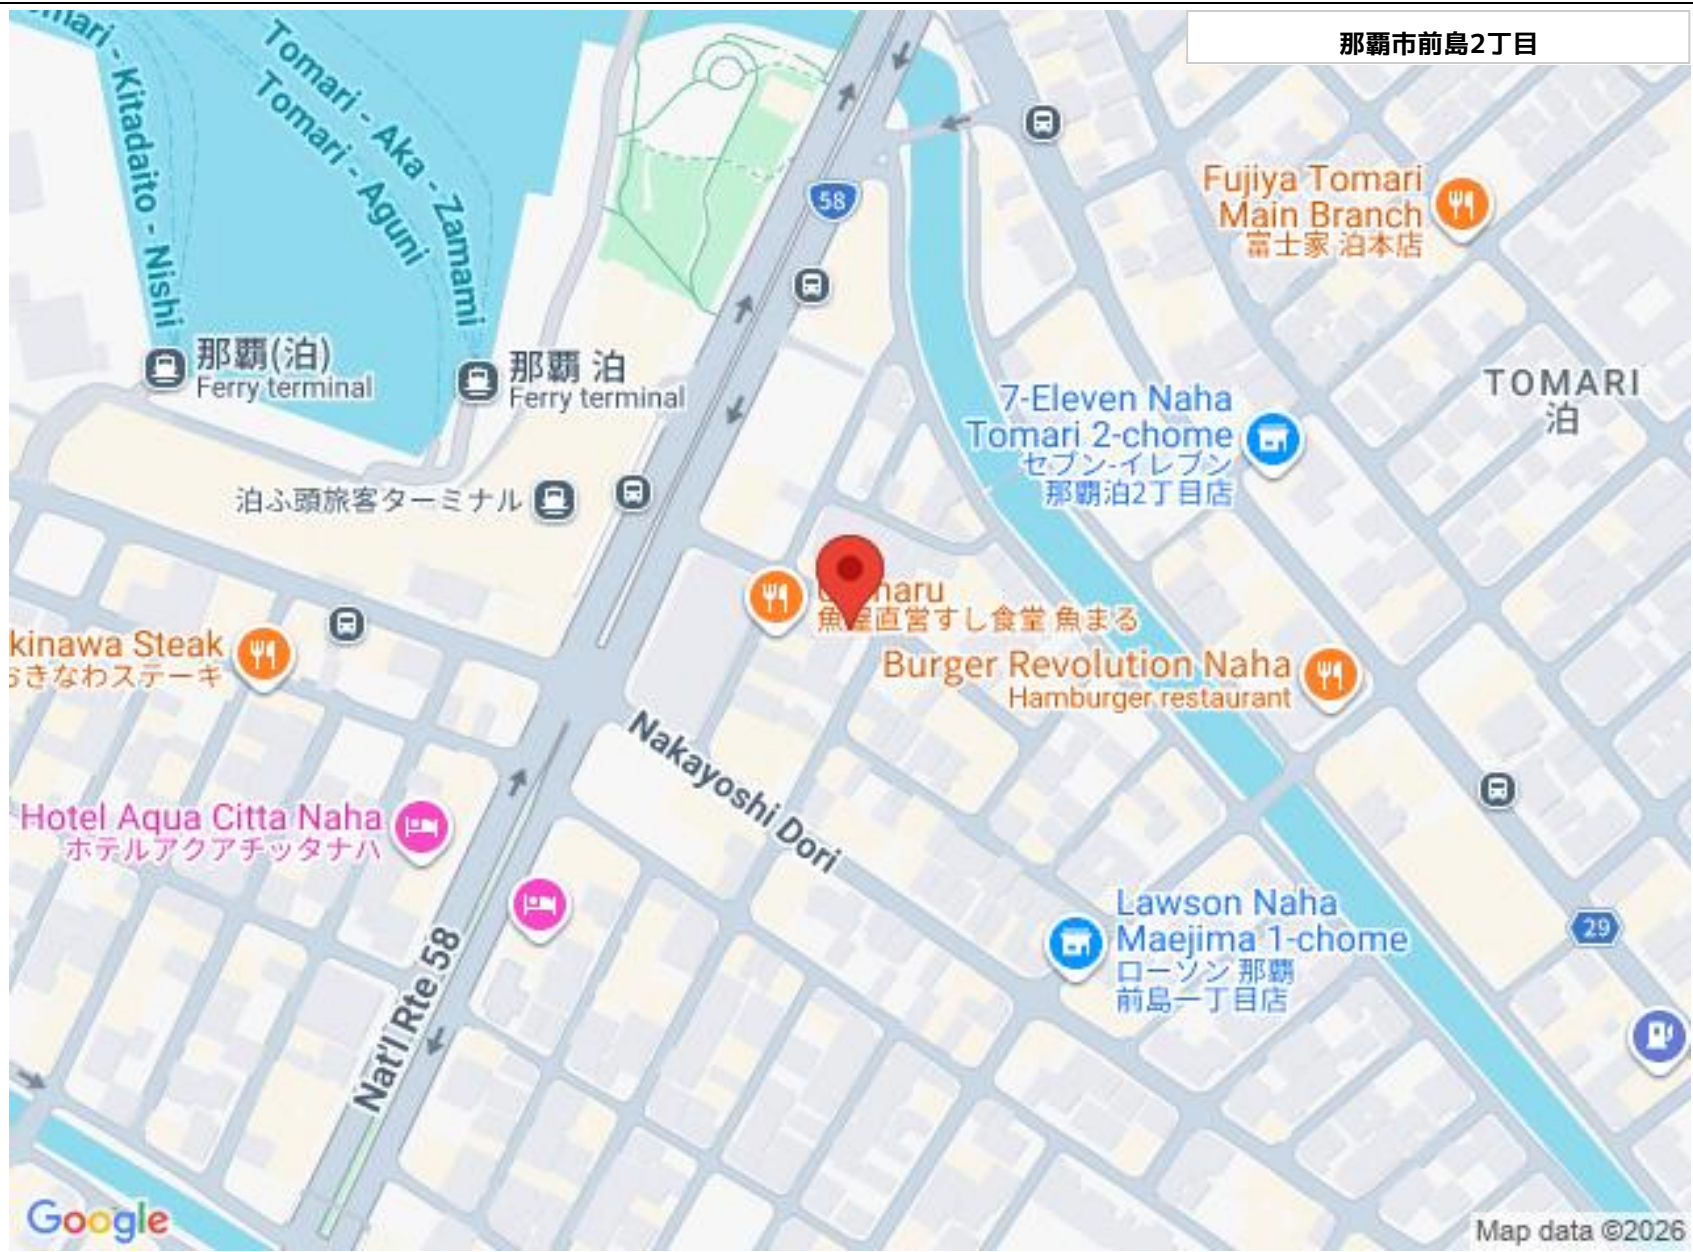 那覇市前島2丁目
Kitadaito - Nishi
Tomari - Aka - Zamami
Tomari - Aguni
58
Fujiya Tomari
Main Branch
富士家 泊本店
那覇(泊)
Ferry terminal
那覇 泊
Ferry terminal
TOMARI
泊
7-Eleven Naha
Tomari 2-chome
セブン-イレブン
那覇泊2丁目店
泊ふ頭旅客ターミナル
直営すし食堂 魚まる
kinawa Steak
きなわステーキ
Burger Revolution Naha
Hamburger restaurant
Nakayoshi Dori
Hotel Aqua Citta Naha
ホテルアクアチッタナハ
Lawson Naha
Maejima 1-chome
ローソン 那覇
前島一丁目店
29
Nat'l Rte 58
Google
Map data ©2026